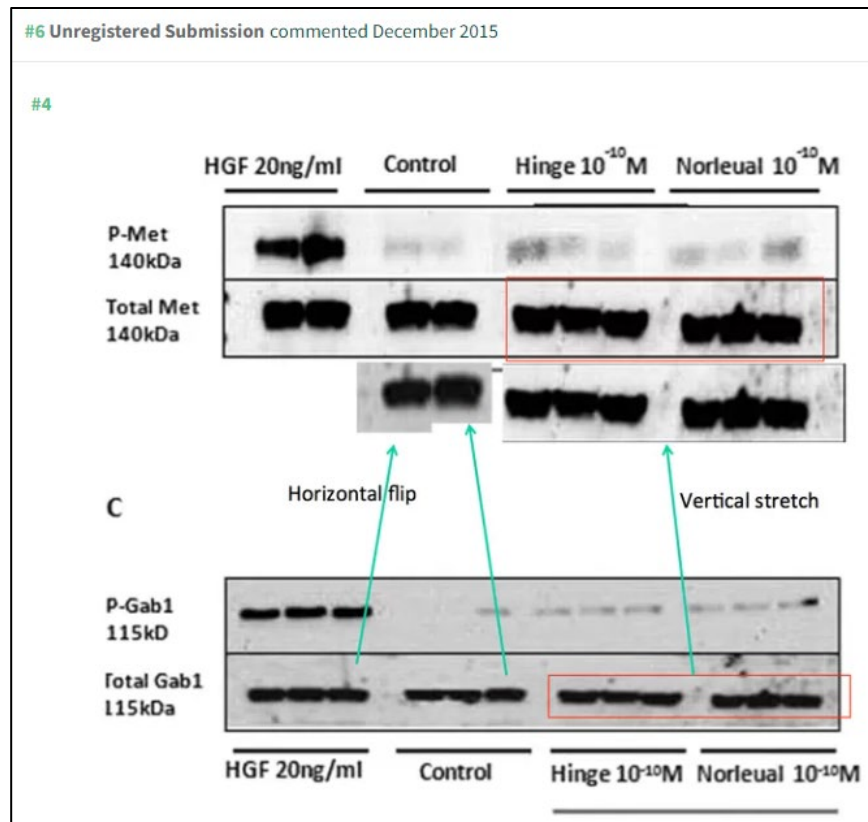 #6 Unregistered Submission commented December 2015
#4
HGF 20ng/ml Control Hinge 10⁻¹⁰M Norleual 10⁻¹⁰M
P-Met
140kDa
Total Met
140kDa
Horizontal flip
Vertical stretch
C
P-Gab1
115kD
Total Gab1
115kDa
HGF 20ng/ml Control Hinge 10⁻¹⁰M Norleual 10⁻¹⁰M